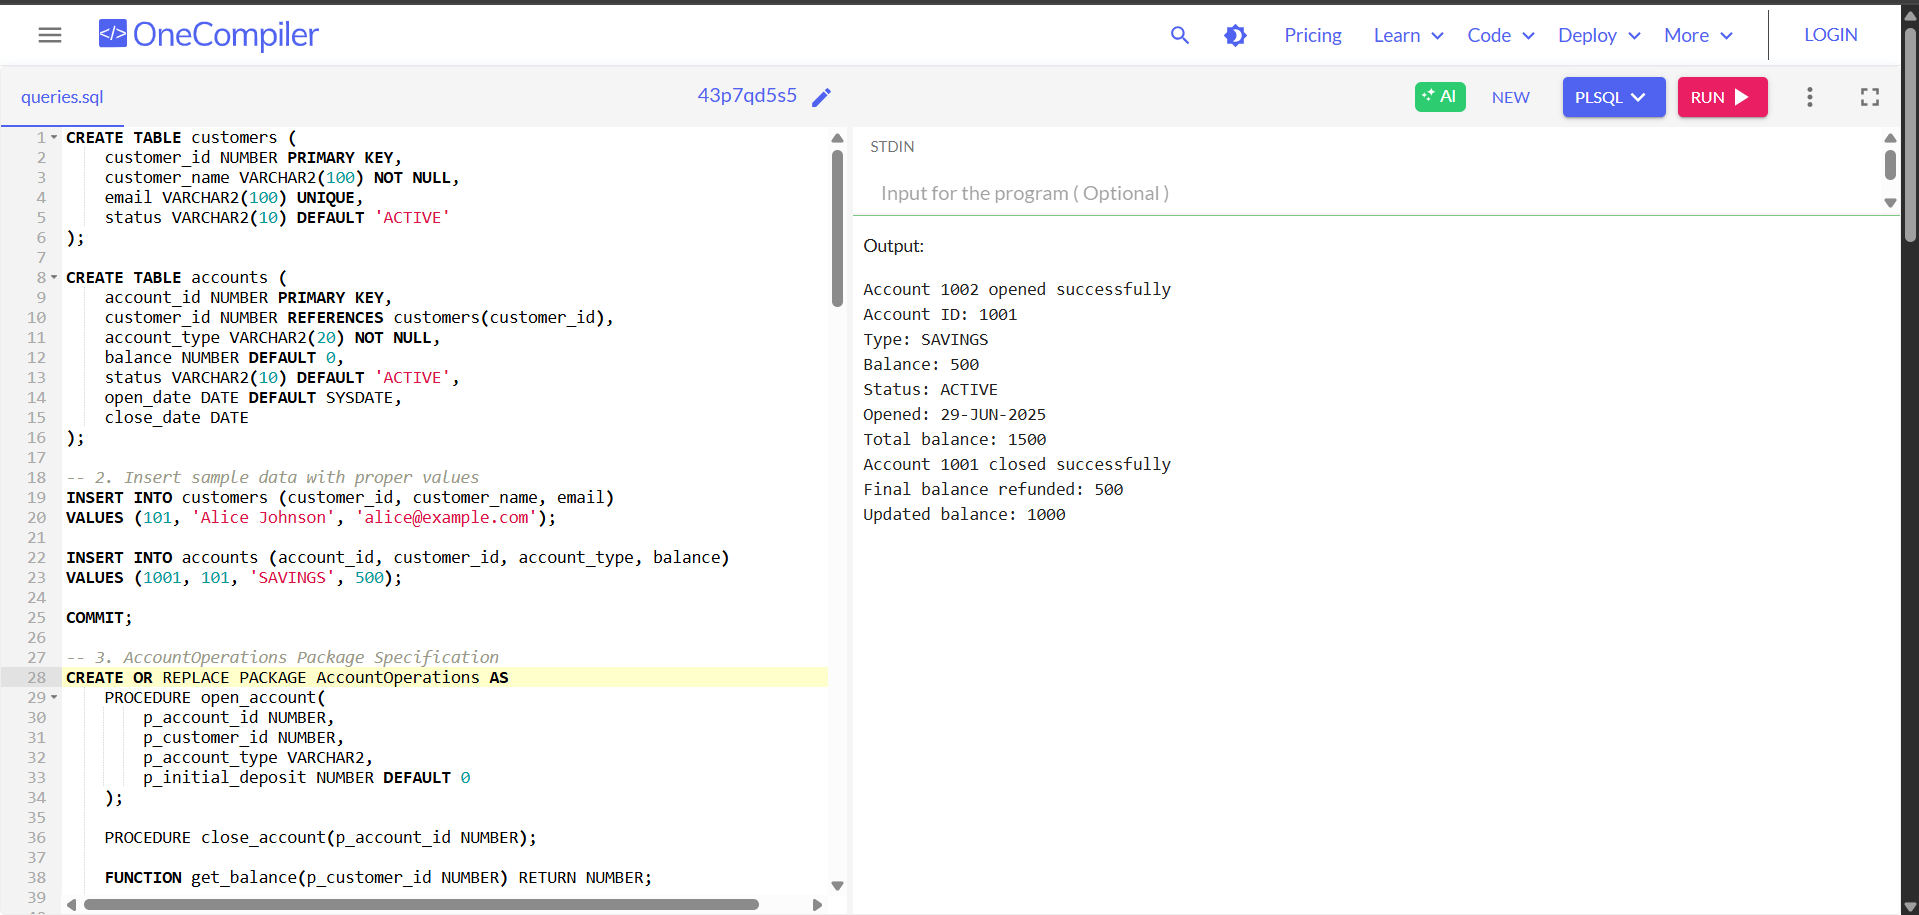 OneCompiler
Pricing Learn Code Deploy More LOGIN
queries.sql 43p7qd5s5 AI NEW PLSQL RUN
1 CREATE TABLE customers (
2 customer_id NUMBER PRIMARY KEY,
3 customer_name VARCHAR2(100) NOT NULL,
4 email VARCHAR2(100) UNIQUE,
5 status VARCHAR2(10) DEFAULT 'ACTIVE'
6 );
7
8 CREATE TABLE accounts (
9 account_id NUMBER PRIMARY KEY,
10 customer_id NUMBER REFERENCES customers(customer_id),
11 account_type VARCHAR2(20) NOT NULL,
12 balance NUMBER DEFAULT 0,
13 status VARCHAR2(10) DEFAULT 'ACTIVE',
14 open_date DATE DEFAULT SYSDATE,
15 close_date DATE
16 );
17
18 -- 2. Insert sample data with proper values
19 INSERT INTO customers (customer_id, customer_name, email)
20 VALUES (101, 'Alice Johnson', 'alice@example.com');
21
22 INSERT INTO accounts (account_id, customer_id, account_type, balance)
23 VALUES (1001, 101, 'SAVINGS', 500);
24
25 COMMIT;
26
27 -- 3. AccountOperations Package Specification
28 CREATE OR REPLACE PACKAGE AccountOperations AS
29 PROCEDURE open_account(
30 p_account_id NUMBER,
31 p_customer_id NUMBER,
32 p_account_type VARCHAR2,
33 p_initial_deposit NUMBER DEFAULT 0
34 );
35
36 PROCEDURE close_account(p_account_id NUMBER);
37
38 FUNCTION get_balance(p_customer_id NUMBER) RETURN NUMBER;
39
STDIN
Input for the program ( Optional )
Output:
Account 1002 opened successfully
Account ID: 1001
Type: SAVINGS
Balance: 500
Status: ACTIVE
Opened: 29-JUN-2025
Total balance: 1500
Account 1001 closed successfully
Final balance refunded: 500
Updated balance: 1000